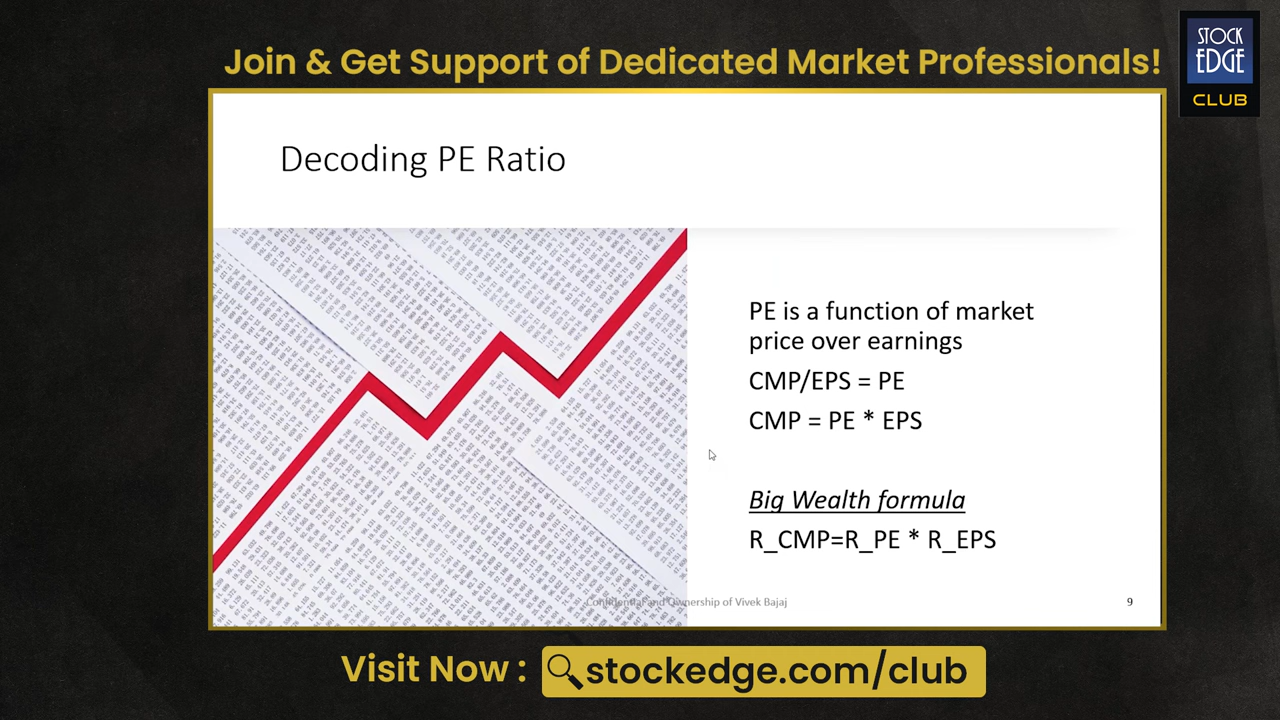 Join & Get Support of Dedicated Market Professionals!
STOCK
EDGE
CLUB
Decoding PE Ratio
PE is a function of market
price over earnings
CMP/EPS = PE
CMP = PE * EPS
Big Wealth formula
R_CMP=R_PE * R_EPS
Confidential and Ownership of Vivek Bajaj
9
Visit Now :
stockedge.com/club